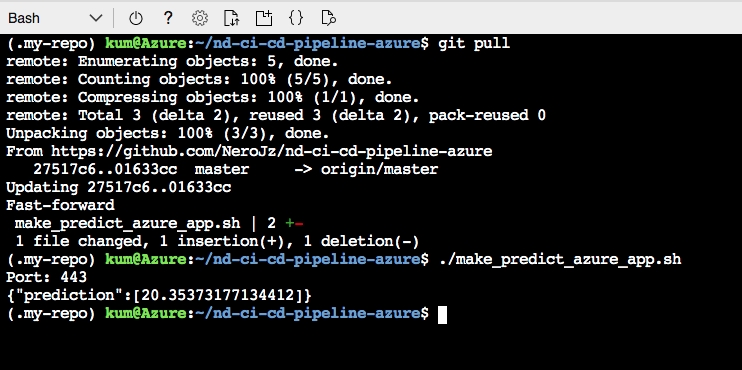 Bash
(.my-repo) kum@Azure:~/nd-ci-cd-pipeline-azure$ git pull
remote: Enumerating objects: 5, done.
remote: Counting objects: 100% (5/5), done.
remote: Compressing objects: 100% (1/1), done.
remote: Total 3 (delta 2), reused 3 (delta 2), pack-reused 0
Unpacking objects: 100% (3/3), done.
From https://github.com/NeroJz/nd-ci-cd-pipeline-azure
   27517c6..01633cc  master     -> origin/master
Updating 27517c6..01633cc
Fast-forward
 make_predict_azure_app.sh | 2 +-
 1 file changed, 1 insertion(+), 1 deletion(-)
(.my-repo) kum@Azure:~/nd-ci-cd-pipeline-azure$ ./make_predict_azure_app.sh
Port: 443
{"prediction":[20.35373177134412]}
(.my-repo) kum@Azure:~/nd-ci-cd-pipeline-azure$